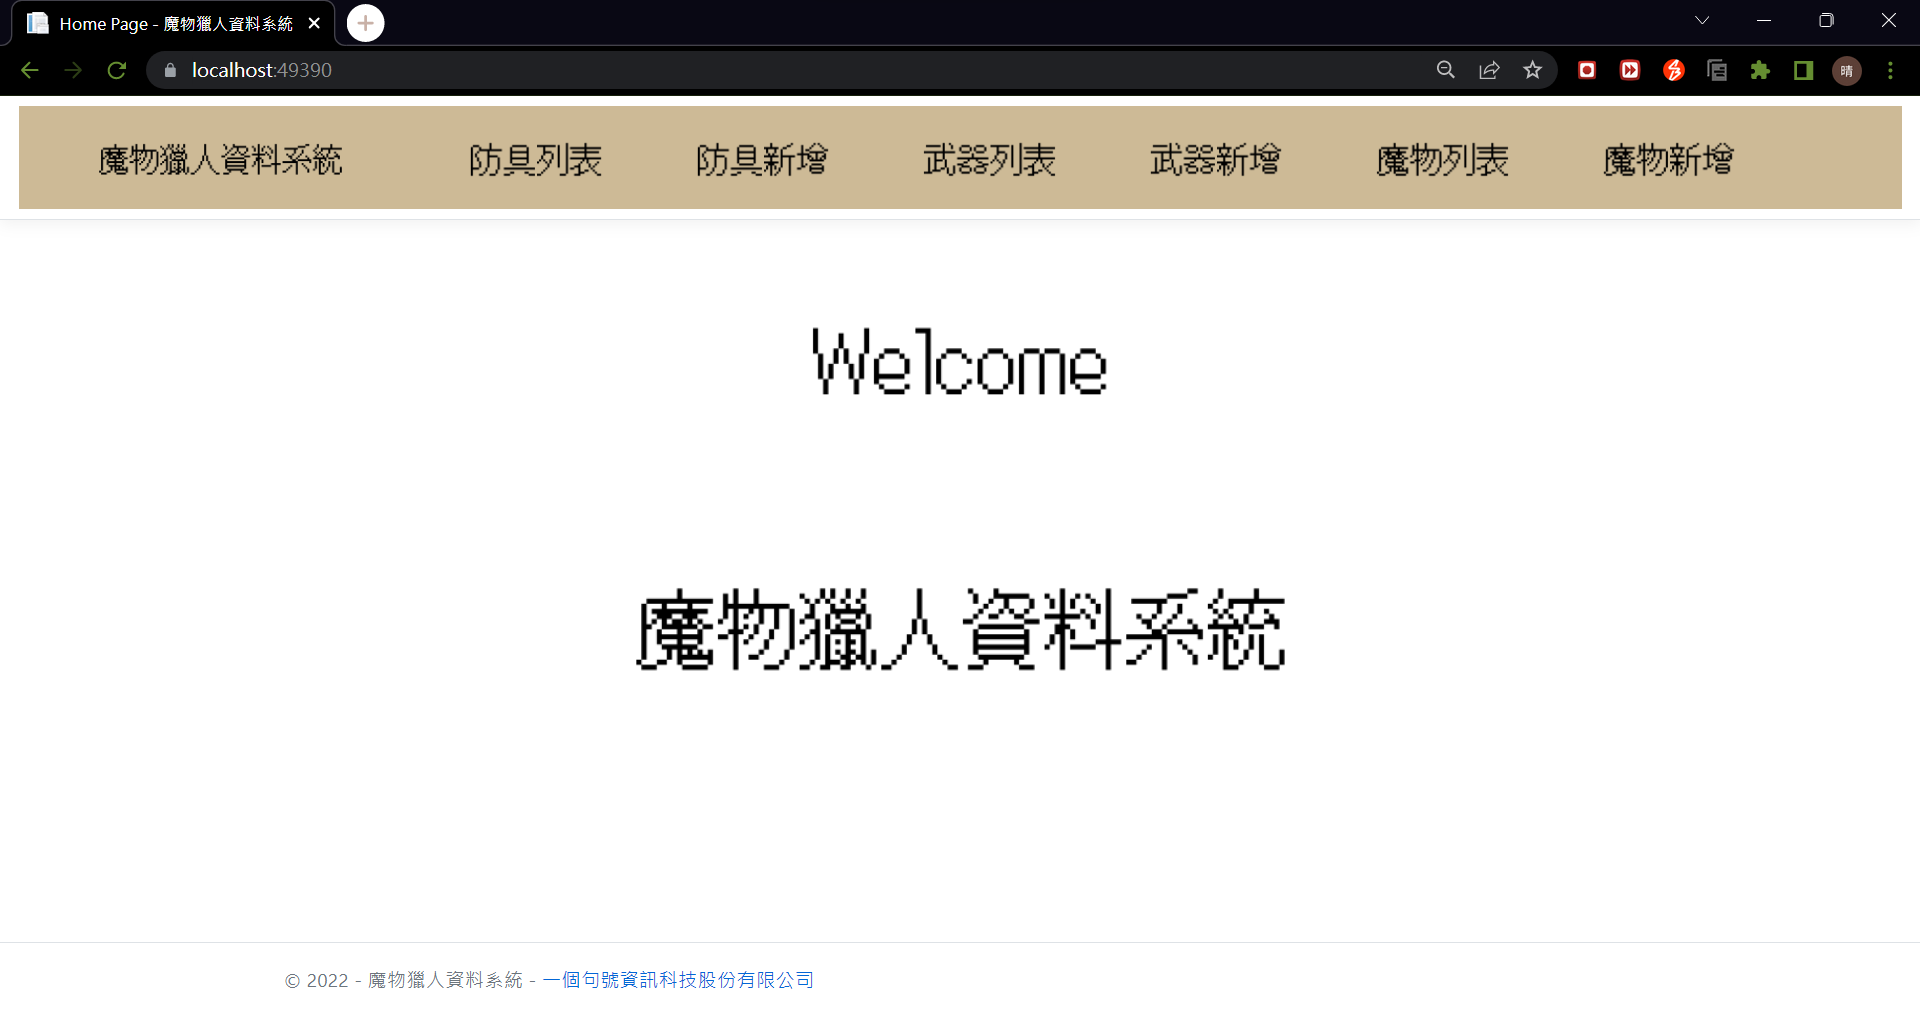 Home Page - 魔物獵人資料系統
localhost:49390
晴
魔物獵人資料系統 防具列表 防具新增 武器列表 武器新增 魔物列表 魔物新增
Welcome
魔物獵人資料系統
© 2022 - 魔物獵人資料系統 - 一個句號資訊科技股份有限公司